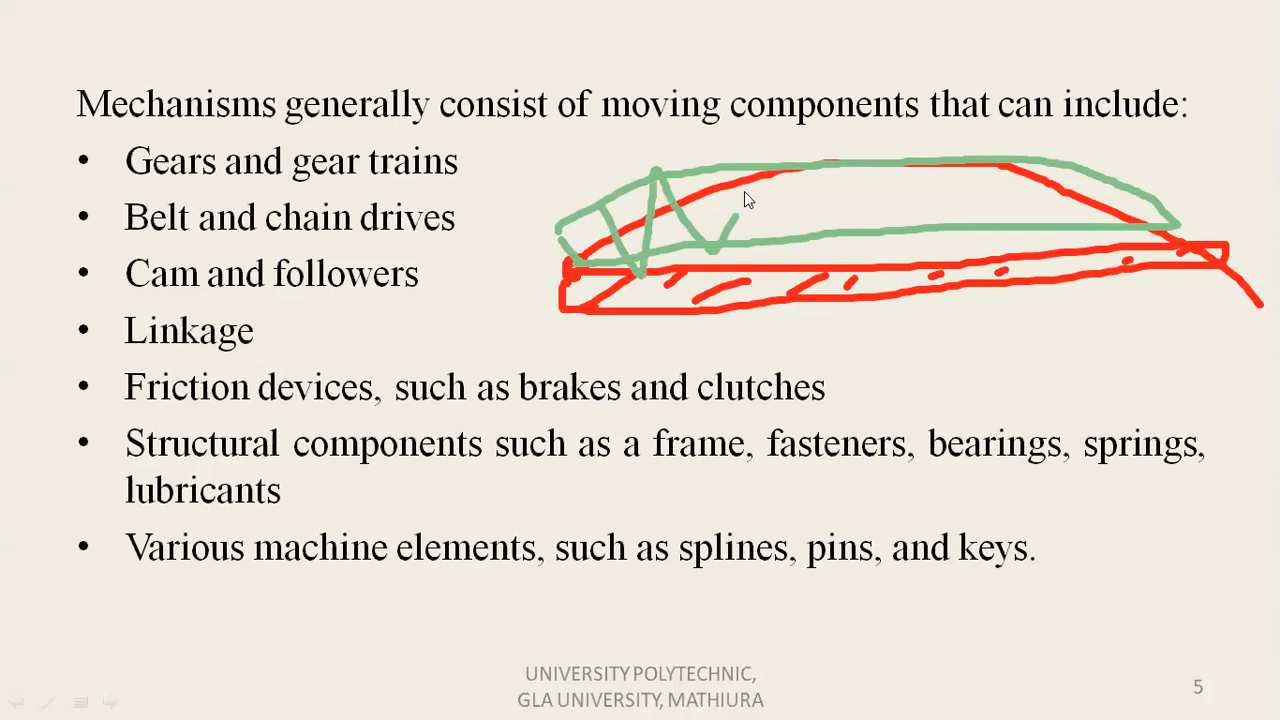 Mechanisms generally consist of moving components that can include:
• Gears and gear trains
• Belt and chain drives
• Cam and followers
• Linkage
• Friction devices, such as brakes and clutches
• Structural components such as a frame, fasteners, bearings, springs,
lubricants
• Various machine elements, such as splines, pins, and keys.
UNIVERSITY POLYTECHNIC,
GLA UNIVERSITY, MATHIURA
5